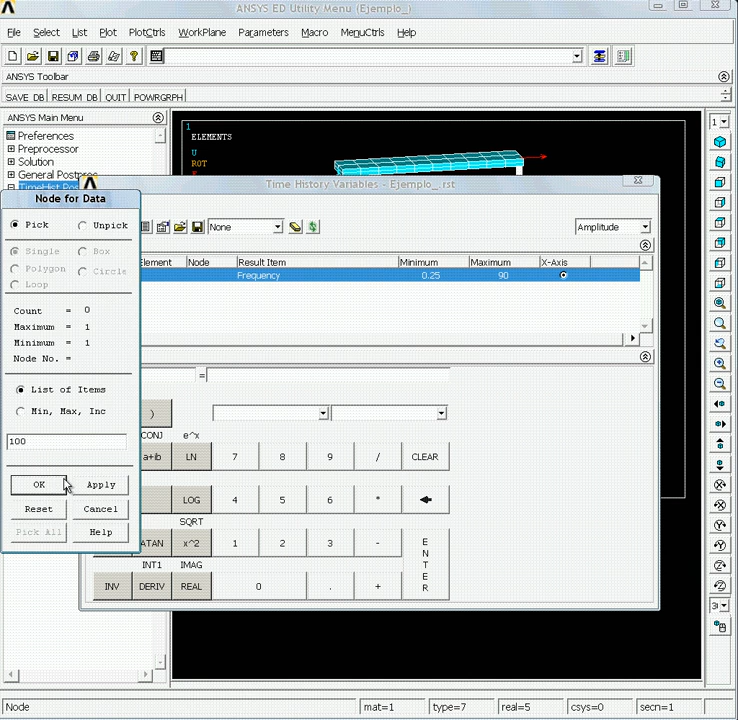 ANSYS ED Utility Menu (Ejemplo_)
File Select List Plot PlotCtrls WorkPlane Parameters Macro MenuCtrls Help
ANSYS Toolbar
SAVE_DB RESUM_DB QUIT POWRGRPH
ANSYS Main Menu
Preferences
Preprocessor
Solution
General Postproc
TimeHist Pos
1
ELEMENTS
U
ROT
1
Time History Variables - Ejemplo_.rst
None Amplitude
Element Node Result Item Minimum Maximum X-Axis
Frequency 0.25 90
Node for Data
Pick Unpick
Single Box
Polygon Circle
Loop
Count = 0
Maximum = 1
Minimum = 1
Node No. =
List of Items
Min, Max, Inc
100
OK Apply
Reset Cancel
Pick All Help
=
)
CONJ e^x
a+ib LN 7 8 9 / CLEAR
LOG 4 5 6 *
SQRT
ATAN x^2 1 2 3 - ENTER
INT1 IMAG
INV DERIV REAL 0 . +
Node mat=1 type=7 real=5 csys=0 secn=1